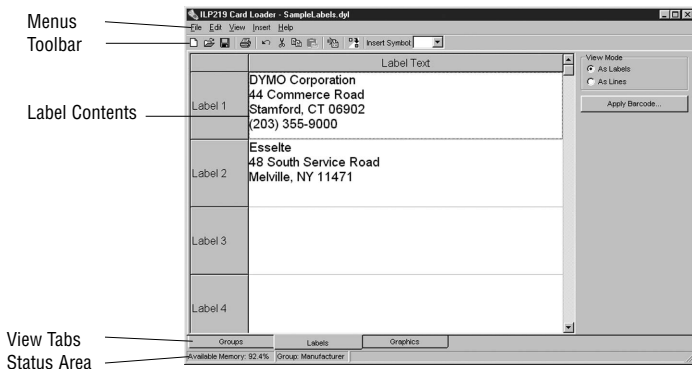 Menus
Toolbar
Label Contents
View Tabs
Status Area
ILP219 Card Loader - SampleLabels.dyl
File Edit View Insert Help
Insert Symbol:
Label Text
Label 1
DYMO Corporation
44 Commerce Road
Stamford, CT 06902
(203) 355-9000
Label 2
Esselte
48 South Service Road
Melville, NY 11471
Label 3
Label 4
View Mode
As Labels
As Lines
Apply Barcode...
Groups Labels Graphics
Available Memory: 92.4% Group: Manufacturer